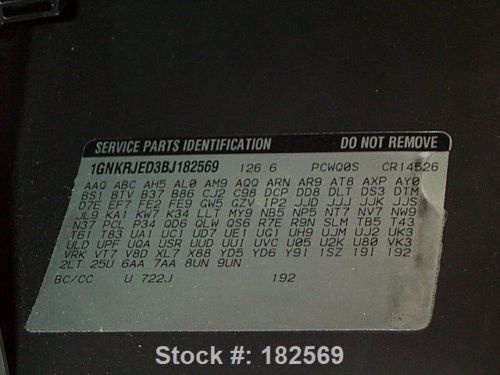 SERVICE PARTS IDENTIFICATION DO NOT REMOVE
1GNKRJED3BJ182569 126.6 PCWQ0S CR14526
AAQ ABC AH5 AL0 AM9 AQQ ARN AR9 AT8 AXP AY0
BS1 BTV B37 B86 CJ2 C98 DCP DD8 DLT DS3 DTM
D7E EF7 FE2 FE9 GW5 GZV IP2 JJD JJJ JJK JJS
JL9 KA1 KW7 K34 LLT MY9 NB5 NP5 NT7 NV7 NW9
N37 PCL P34 QD6 QLW QS6 R7E R9N SLM TB5 T43
T61 T83 UA1 UC1 UD7 UE1 UG1 UH9 UJM UJ2 UK3
ULD UPF UQA USR UUD UUI UVC U05 U2K U80 VK3
VRK VT7 V8D XL7 X88 YD5 YD6 Y91 1SZ 19I 192
2LT 25U 6AA 7AA 8UN 9UN
BC/CC U 722J 192
Stock #: 182569